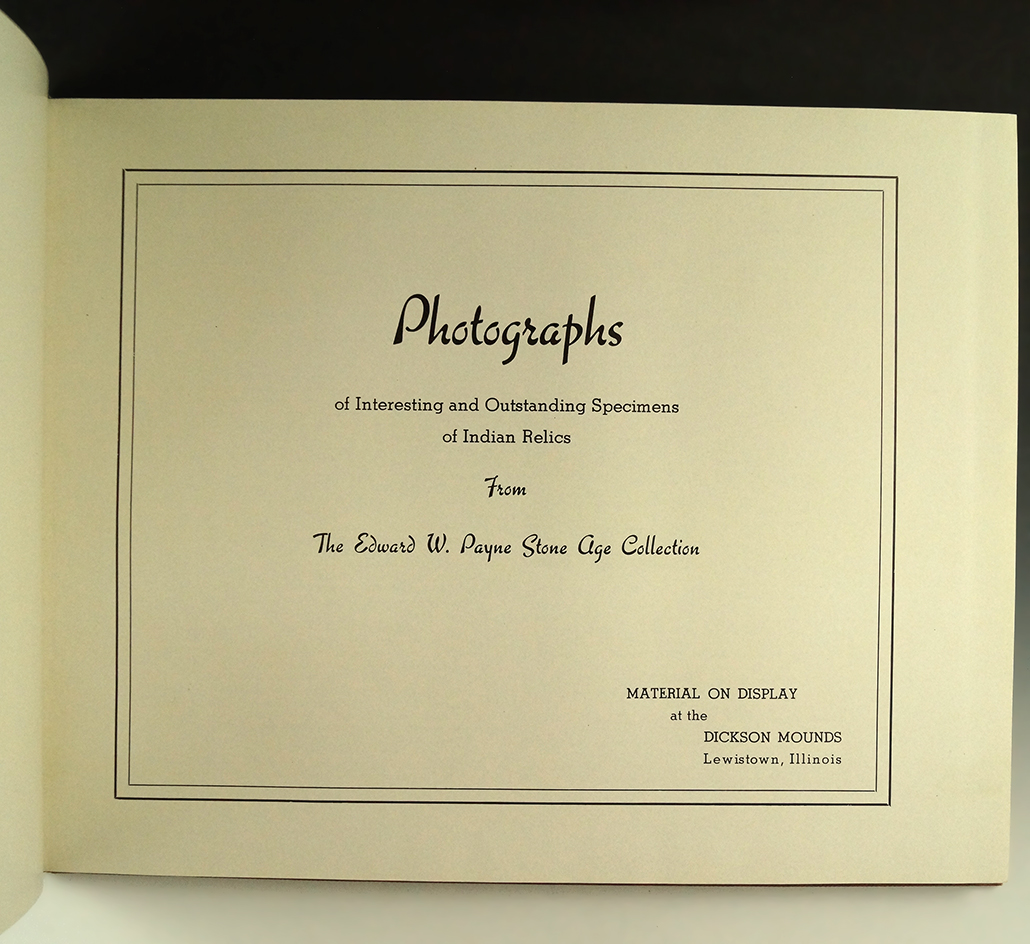 Photographs
of Interesting and Outstanding Specimens
of Indian Relics
From
The Edward W. Payne Stone Age Collection
MATERIAL ON DISPLAY
at the
DICKSON MOUNDS
Lewistown, Illinois